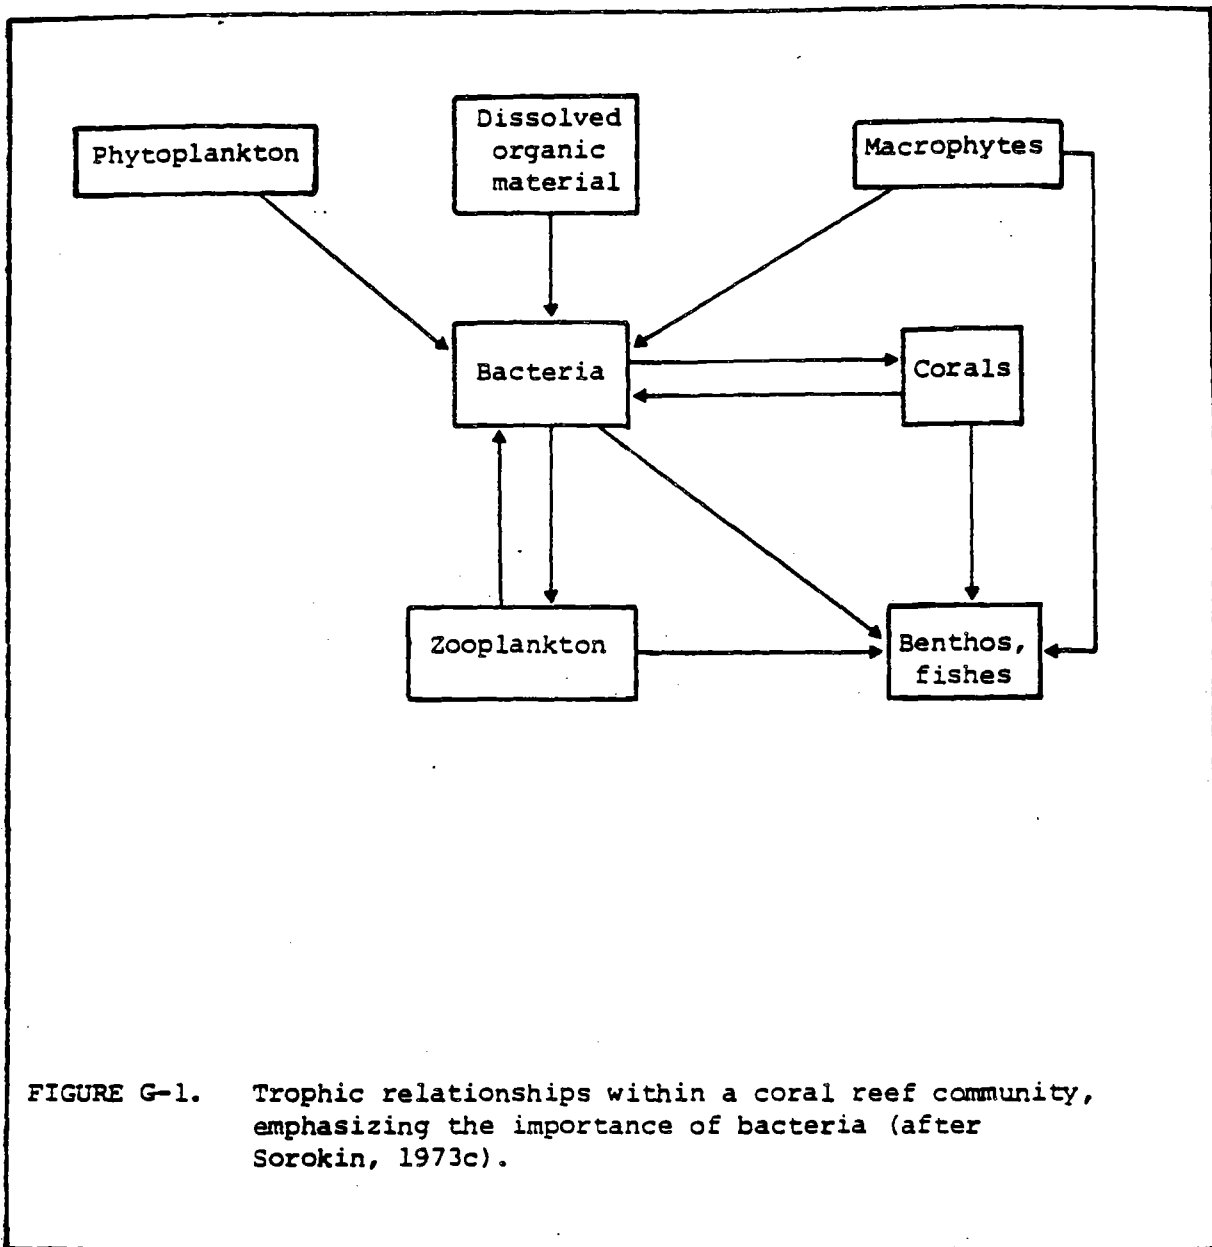 Phytoplankton
Dissolved
organic
material
Macrophytes
Bacteria
Corals
Zooplankton
Benthos,
fishes
FIGURE G-1. Trophic relationships within a coral reef community,
emphasizing the importance of bacteria (after
Sorokin, 1973c).